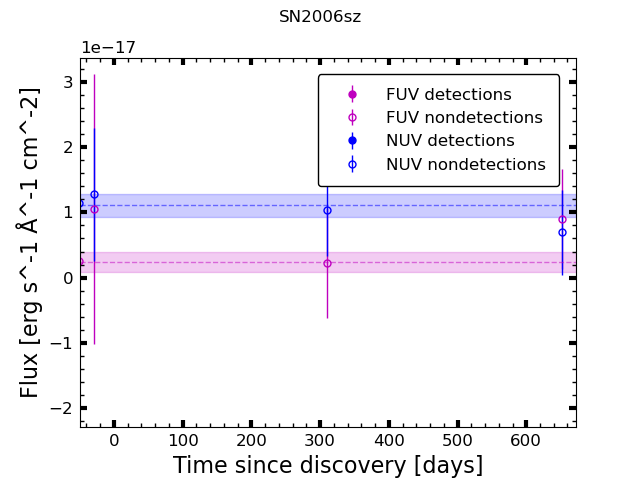 SN2006sz
1e−17
3
2
1
0
−1
−2
Flux [erg s^-1 Å^-1 cm^-2]
FUV detections
FUV nondetections
NUV detections
NUV nondetections
0 100 200 300 400 500 600
Time since discovery [days]